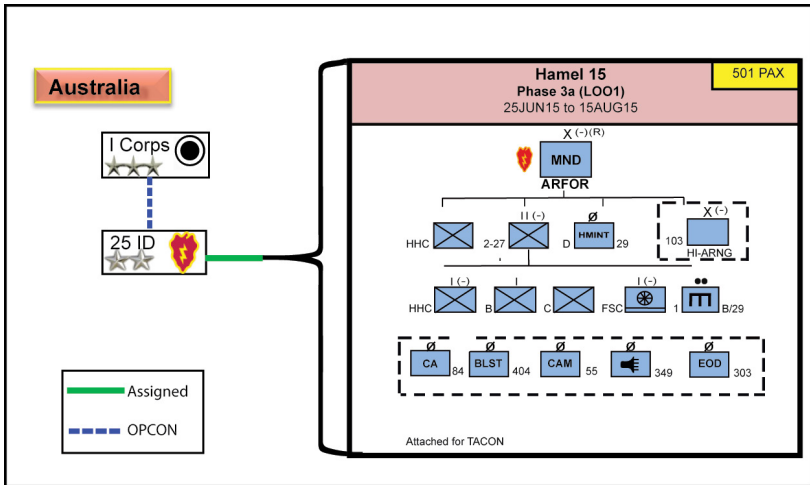 Australia
I Corps
25 ID
Assigned
OPCON
Hamel 15
Phase 3a (LOO1)
25JUN15 to 15AUG15
501 PAX
X (-)(R)
MND
ARFOR
HHC
II (-)
2-27
Ø
D HMINT 29
X (-)
103
HI-ARNG
I (-)
HHC
I
B
C
I (-)
FSC
1 B/29
Ø Ø Ø Ø Ø
CA 84 BLST 404 CAM 55 349 EOD 303
Attached for TACON